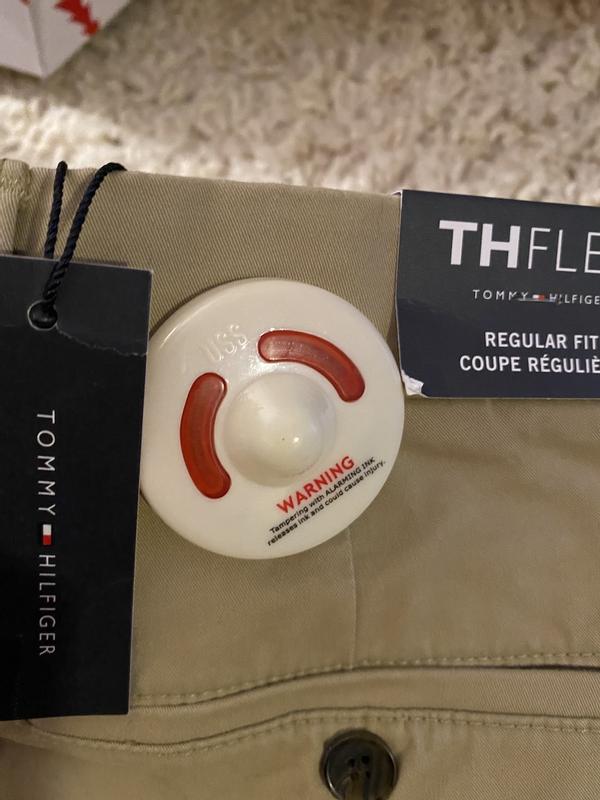 THFLE
TOMMY HILFIGE
REGULAR FIT
COUPE RÉGULIÈ
USS
WARNING
Tampering with ALARMING INK
releases ink and could cause injury.
TOMMY HILFIGER